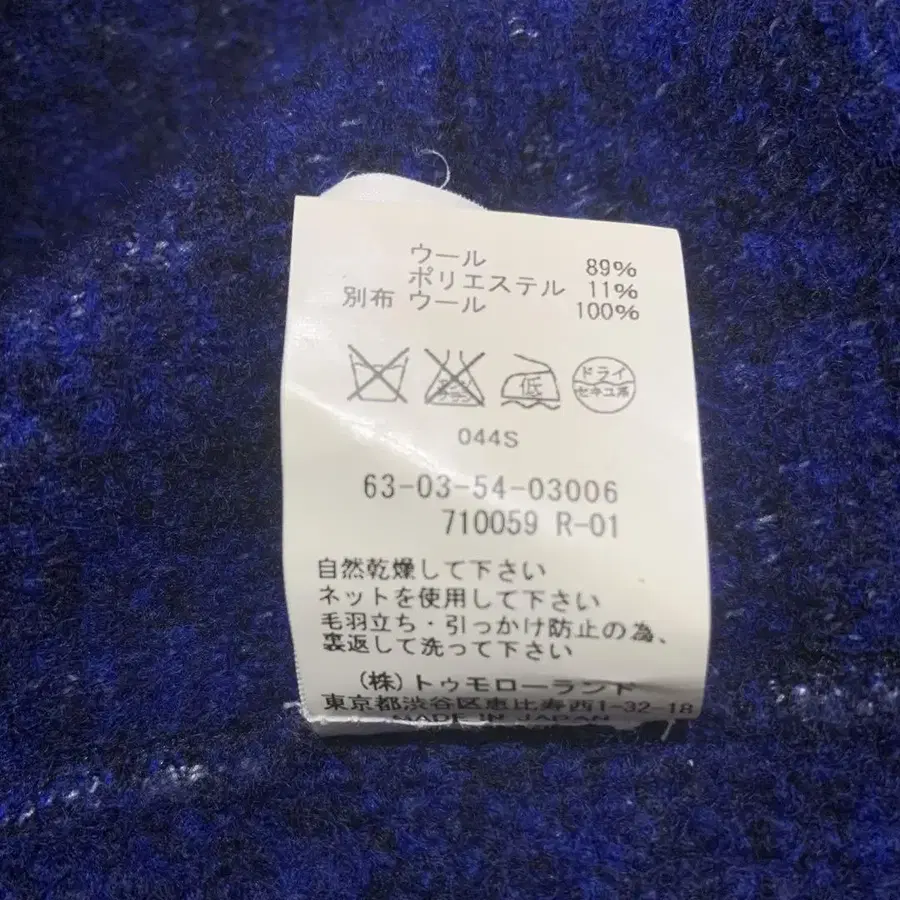 ウール 89%
ポリエステル 11%
別布 ウール 100%
低 ドライ
セキユ系
044S
63-03-54-03006
710059 R-01
自然乾燥して下さい
ネットを使用して下さい
毛羽立ち・引っかけ防止の為、
裏返して洗って下さい
(株)トゥモローランド
東京都渋谷区恵比寿西1-32-18
MADE IN JAPAN